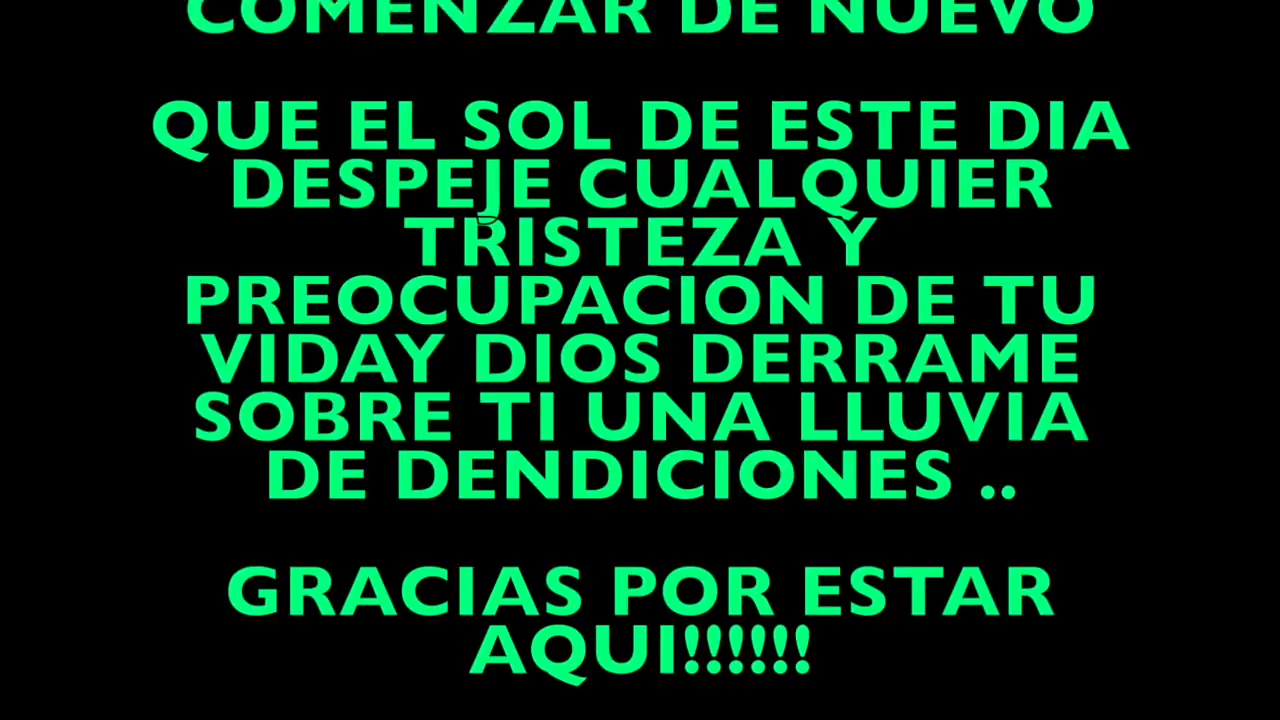 COMENZAR DE NUEVO
QUE EL SOL DE ESTE DIA
DESPEJE CUALQUIER
TRISTEZA Y
PREOCUPACION DE TU
VIDAY DIOS DERRAME
SOBRE TI UNA LLUVIA
DE DENDICIONES ..
GRACIAS POR ESTAR
AQUI!!!!!!